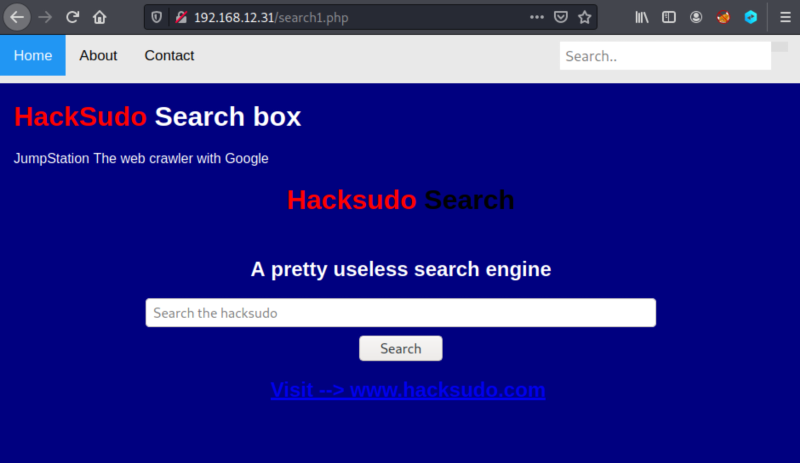 192.168.12.31/search1.php
Home About Contact Search..
HackSudo Search box
JumpStation The web crawler with Google
Hacksudo Search
A pretty useless search engine
Search the hacksudo
Search
Visit --> www.hacksudo.com